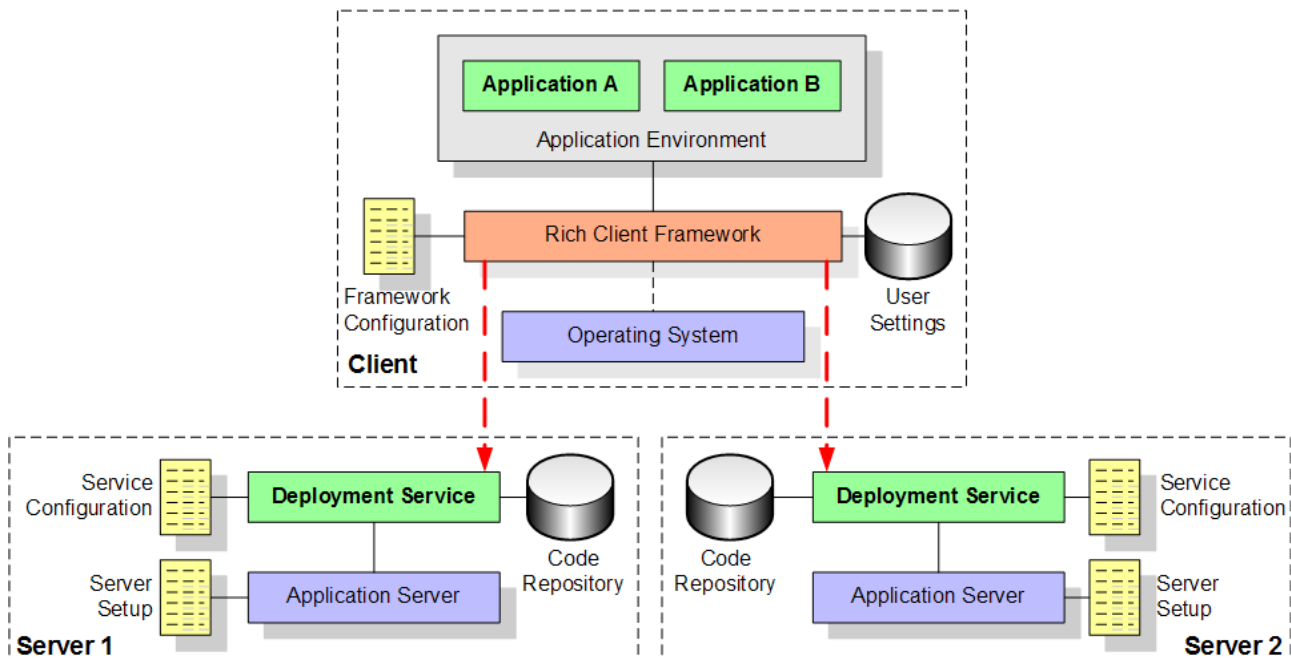 Application A
Application B
Application Environment
Rich Client Framework
Framework
Configuration
User
Settings
Operating System
Client
Service
Configuration
Deployment Service
Code
Repository
Server
Setup
Application Server
Server 1
Code
Repository
Deployment Service
Service
Configuration
Application Server
Server
Setup
Server 2